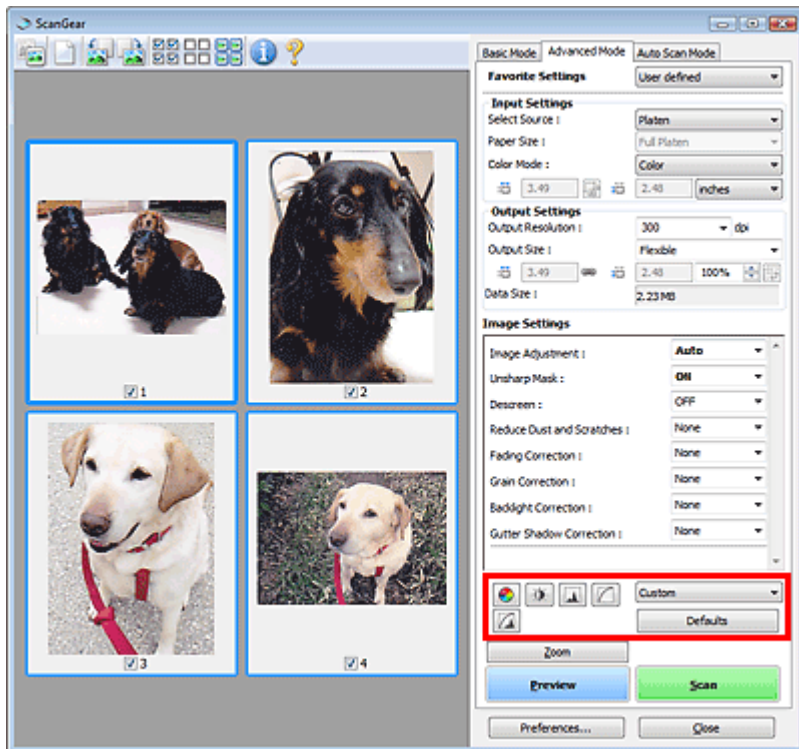 ScanGear
Basic Mode Advanced Mode Auto Scan Mode
Favorite Settings User defined
Input Settings
Select Source : Platen
Paper Size : Full Platen
Color Mode : Color
3.49 2.48 inches
Output Settings
Output Resolution : 300 dpi
Output Size : Flexible
3.49 2.48 100%
Data Size : 2.23 MB
Image Settings
Image Adjustment : Auto
Unsharp Mask : ON
Descreen : OFF
Reduce Dust and Scratches : None
Fading Correction : None
Grain Correction : None
Backlight Correction : None
Gutter Shadow Correction : None
Custom
Defaults
Zoom
Preview Scan
Preferences... Close
1
2
3
4